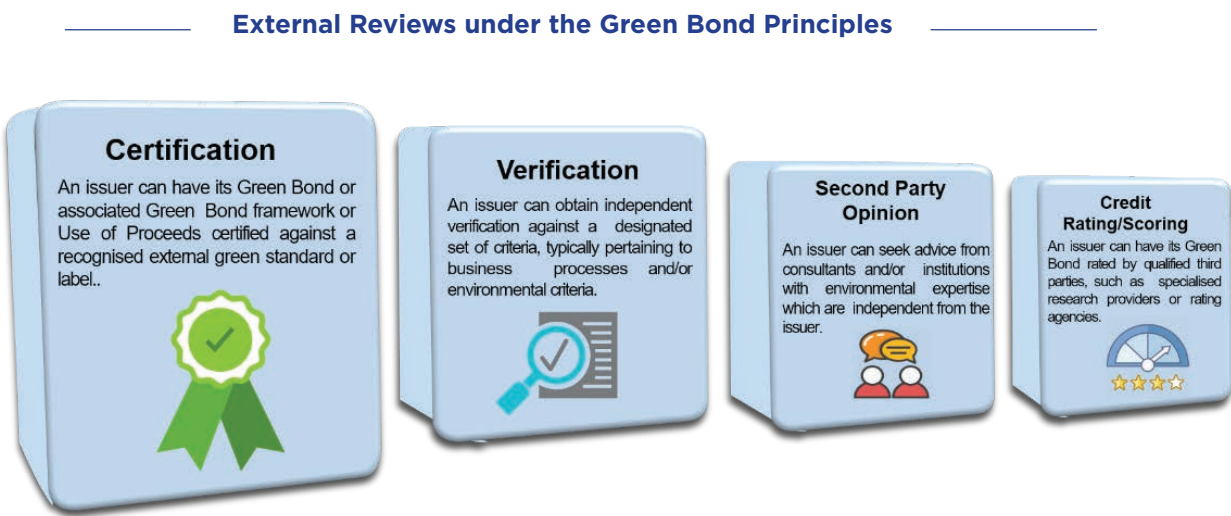 External Reviews under the Green Bond Principles
Certification
An issuer can have its Green Bond or
associated Green Bond framework or
Use of Proceeds certified against a
recognised external green standard or
label..
Verification
An issuer can obtain independent
verification against a designated
set of criteria, typically pertaining to
business processes and/or
environmental criteria.
Second Party
Opinion
An issuer can seek advice from
consultants and/or institutions
with environmental expertise
which are independent from the
issuer.
Credit
Rating/Scoring
An issuer can have its Green
Bond rated by qualified third
parties, such as specialised
research providers or rating
agencies.